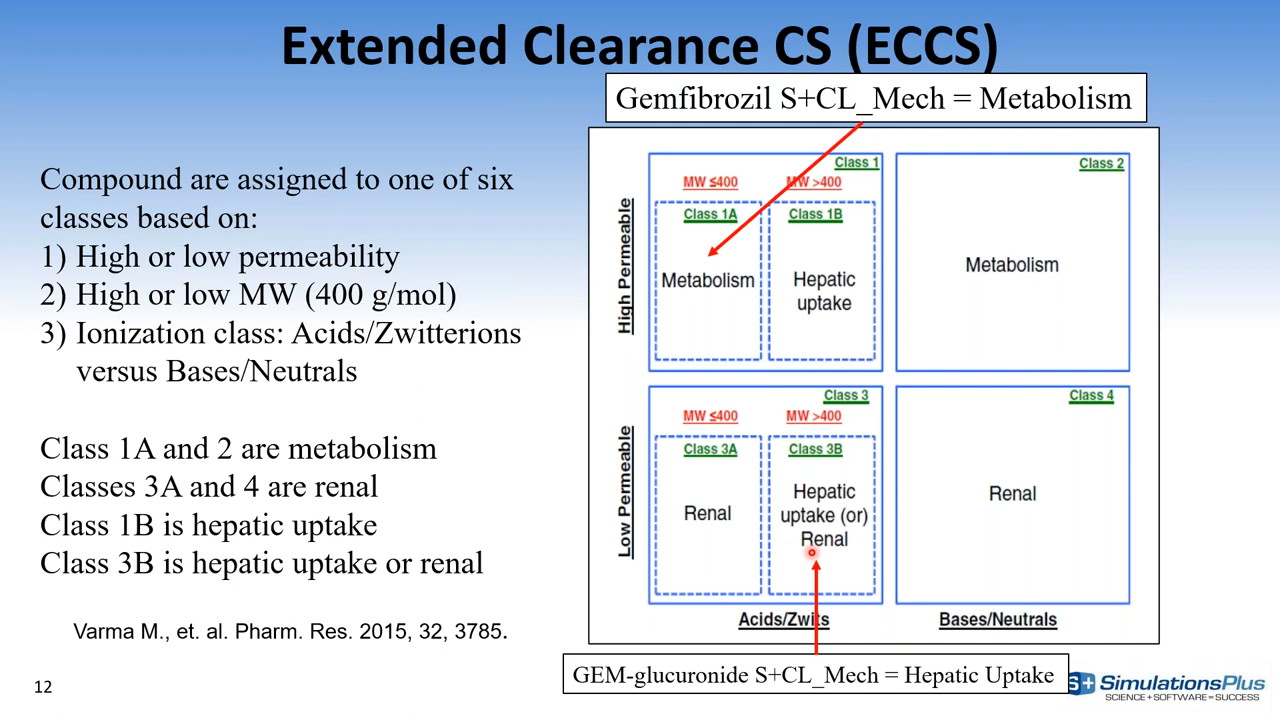 Extended Clearance CS (ECCS)
Gemfibrozil S+CL_Mech = Metabolism
Compound are assigned to one of six
classes based on:
1) High or low permeability
2) High or low MW (400 g/mol)
3) Ionization class: Acids/Zwitterions
versus Bases/Neutrals
Class 1A and 2 are metabolism
Classes 3A and 4 are renal
Class 1B is hepatic uptake
Class 3B is hepatic uptake or renal
Varma M., et. al. Pharm. Res. 2015, 32, 3785.
12
High Permeable
Class 1
MW ≤400
MW >400
Class 1A
Class 1B
Metabolism
Hepatic
uptake
Class 2
Metabolism
Low Permeable
Class 3
MW ≤400
MW >400
Class 3A
Class 3B
Renal
Hepatic
uptake (or)
Renal
Class 4
Renal
Acids/Zwits
Bases/Neutrals
GEM-glucuronide S+CL_Mech = Hepatic Uptake
S+ SimulationsPlus
SCIENCE + SOFTWARE = SUCCESS